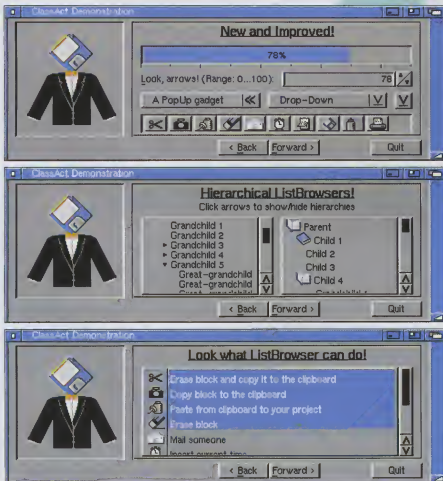 ClassAct Demonstration
New and Improved!
78%
Look, arrows! (Range: 0...100): 78
A PopUp gadget Drop-Down
< Back Forward > Quit
ClassAct Demonstration
Hierarchical ListBrowsers!
Click arrows to show/hide hierarchies
Grandchild 1
Grandchild 2
Grandchild 3
Grandchild 4
Grandchild 5
Great-grandchild
Great-grandchild
Parent
Child 1
Child 2
Child 3
Child 4
< Back Forward > Quit
ClassAct Demonstration
Look what ListBrowser can do!
Erase block and copy it to the clipboard
Copy block to the clipboard
Paste from clipboard to your project
Erase block
Mail someone
< Back Forward > Quit